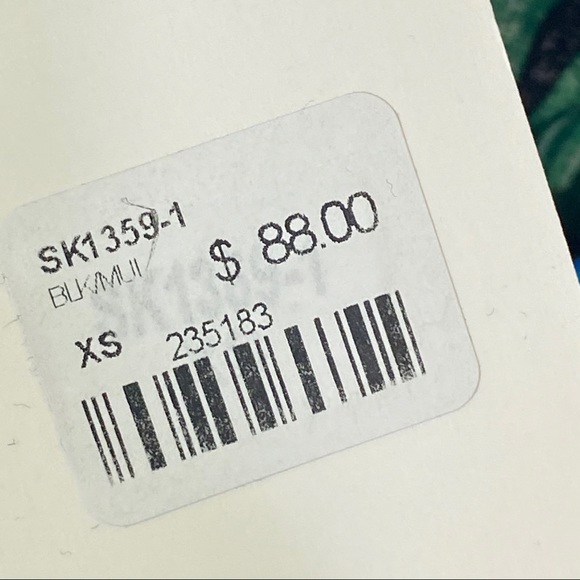 SK1359-1
$ 88.00
BLK/MUL
XS 235183